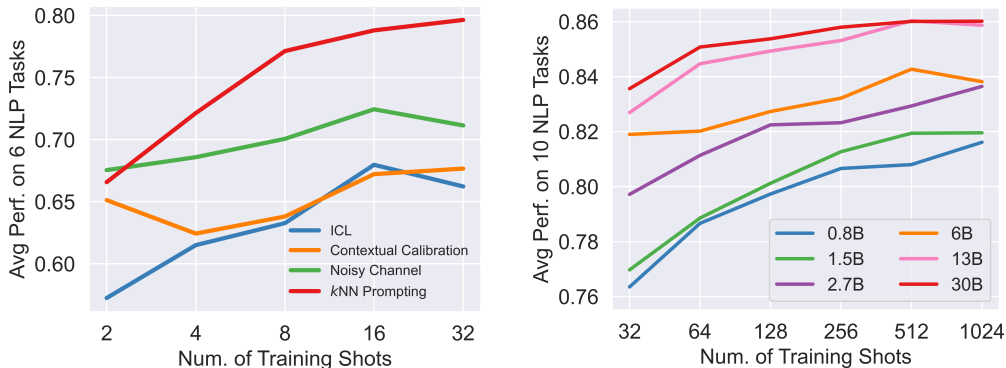 Avg Perf. on 6 NLP Tasks
0.80
0.75
0.70
0.65
0.60
ICL
Contextual Calibration
Noisy Channel
kNN Prompting
2 4 8 16 32
Num. of Training Shots
Avg Perf. on 10 NLP Tasks
0.86
0.84
0.82
0.80
0.78
0.76
0.8B 6B
1.5B 13B
2.7B 30B
32 64 128 256 512 1024
Num. of Training Shots